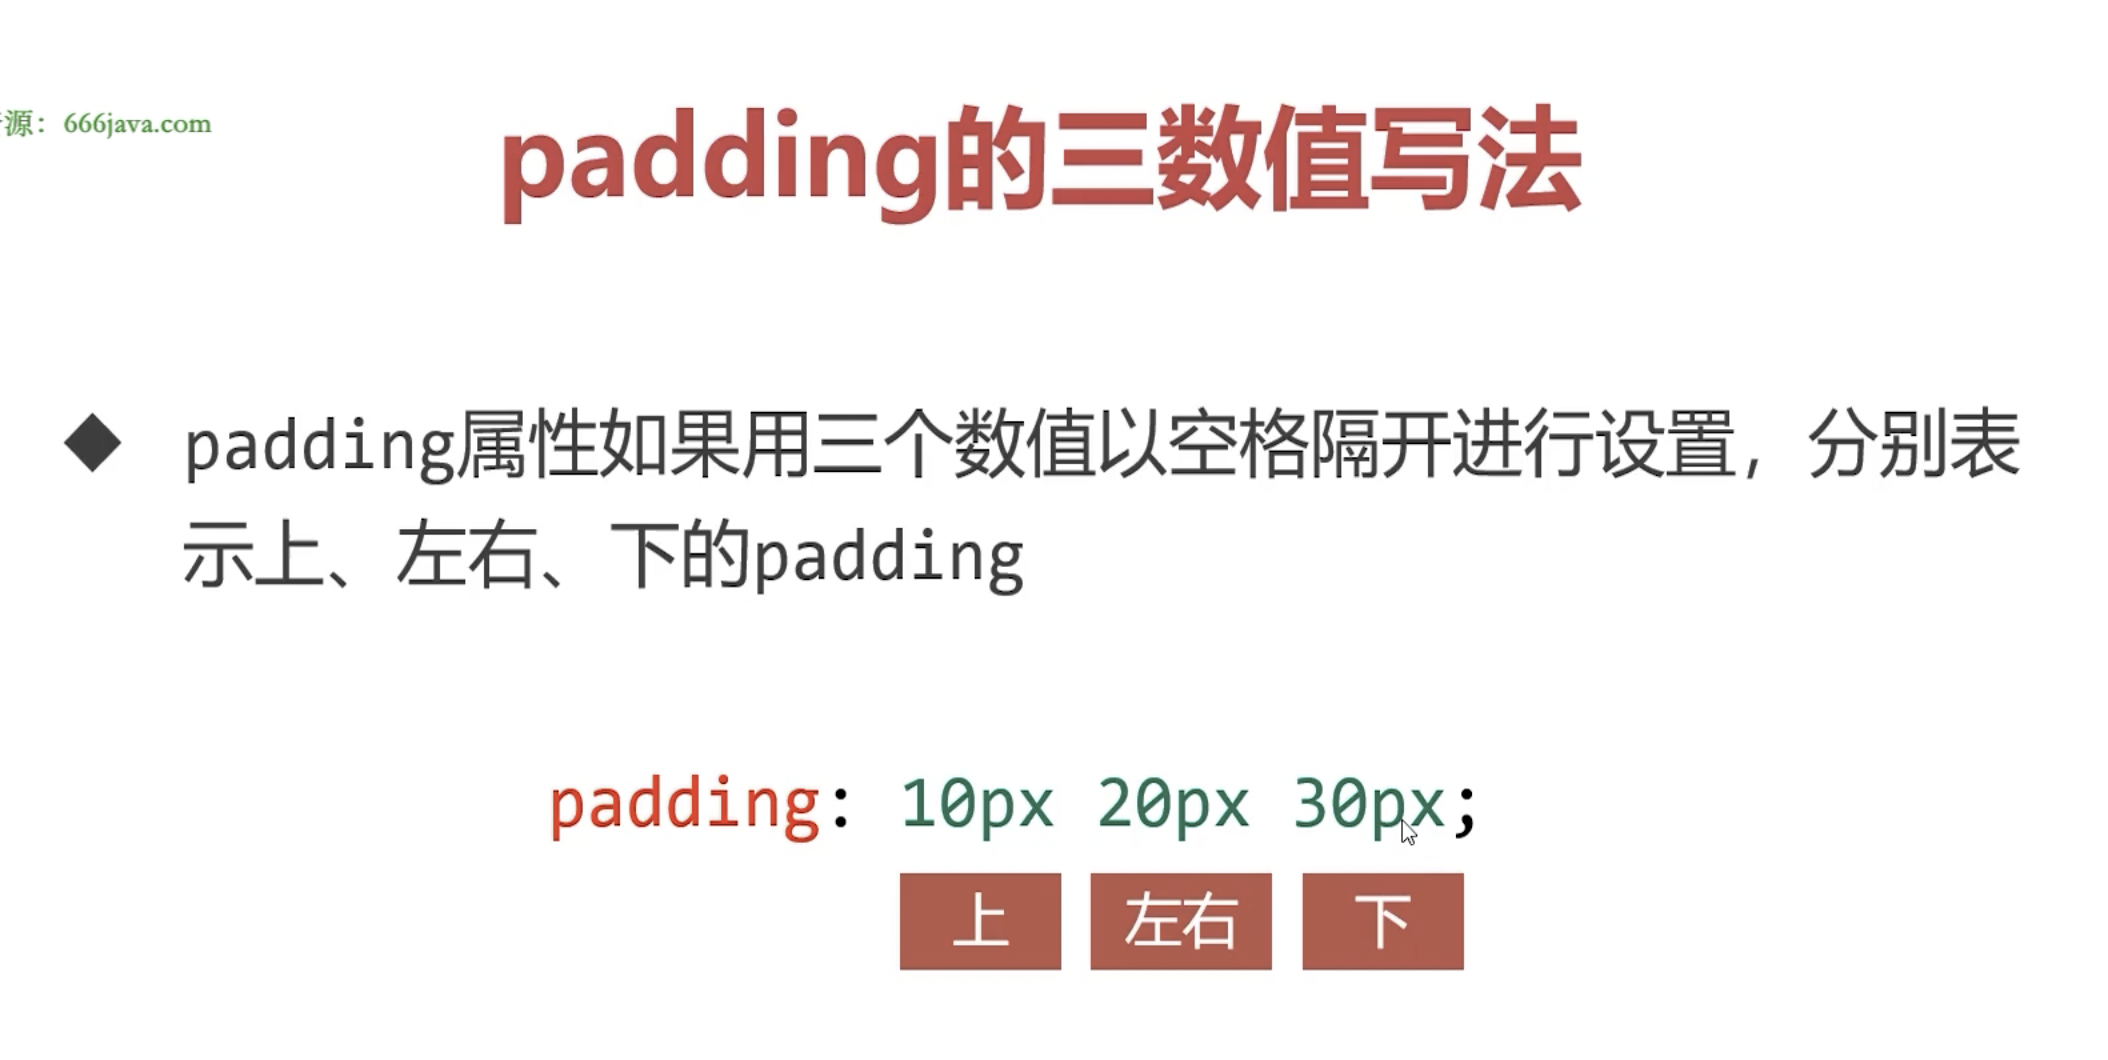 源：666java.com
padding的三数值写法
padding属性如果用三个数值以空格隔开进行设置，分别表
示上、左右、下的padding
padding: 10px 20px 30px;
上 左右 下